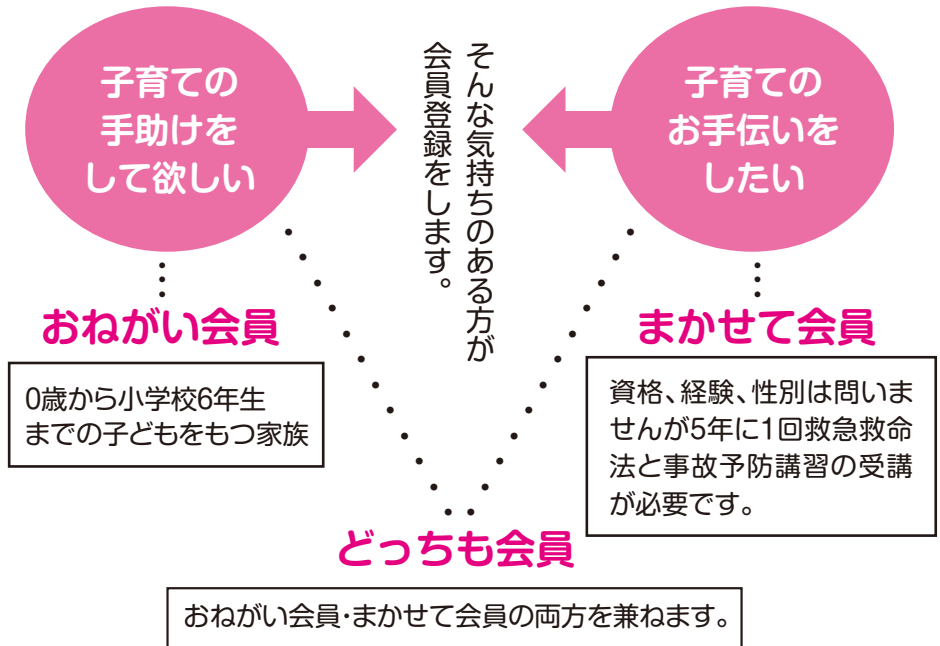 子育ての
手助けを
して欲しい
そんな気持ちのある方が
会員登録をします。
子育ての
お手伝いを
したい
おねがい会員
0歳から小学校6年生
までの子どもをもつ家族
まかせて会員
資格、経験、性別は問いま
せんが5年に1回救急救命
法と事故予防講習の受講
が必要です。
どっちも会員
おねがい会員・まかせて会員の両方を兼ねます。